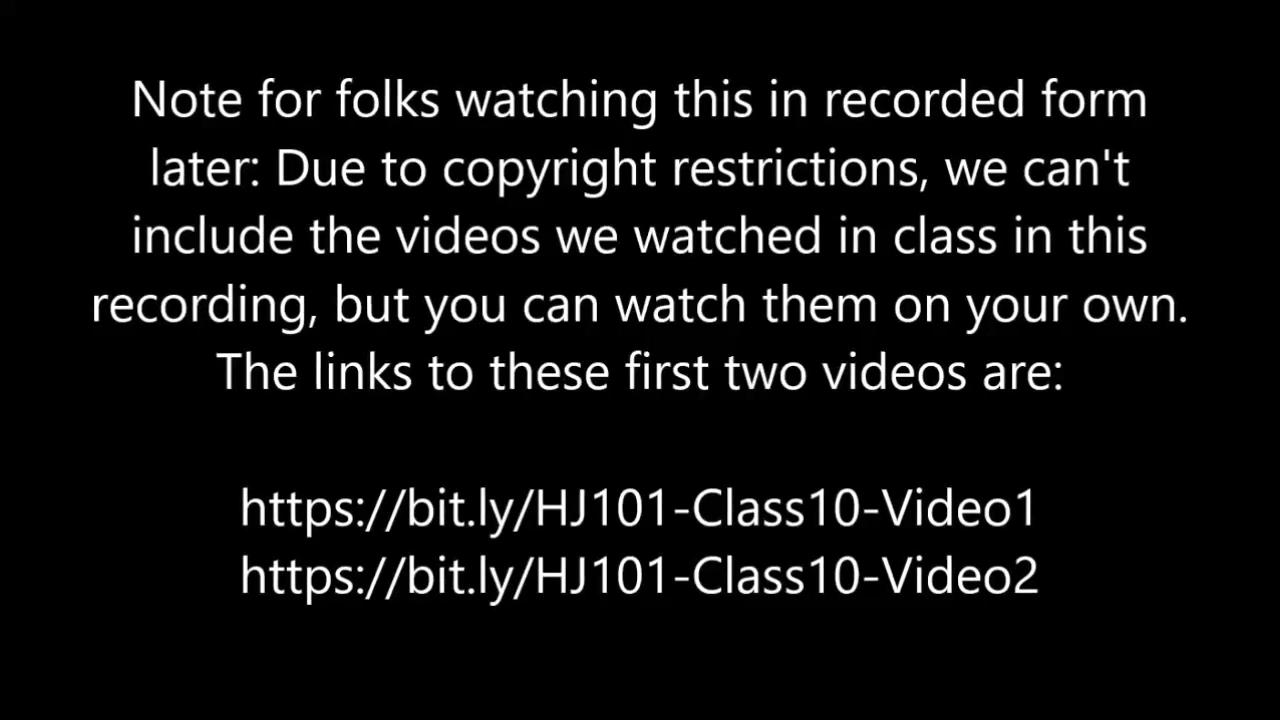 Note for folks watching this in recorded form
later: Due to copyright restrictions, we can't
include the videos we watched in class in this
recording, but you can watch them on your own.
The links to these first two videos are:
https://bit.ly/HJ101-Class10-Video1
https://bit.ly/HJ101-Class10-Video2